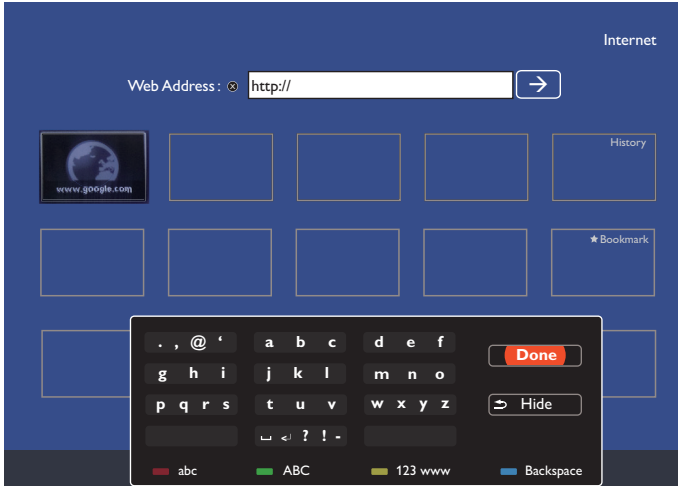 Internet
Web Address : ⊗ http:// →
www.google.com
History
★ Bookmark
. , @ ‘ a b c d e f
Done
g h i j k l m n o
p q r s t u v w x y z
Hide
␣ ↵ ? ! -
abc ABC 123 www Backspace